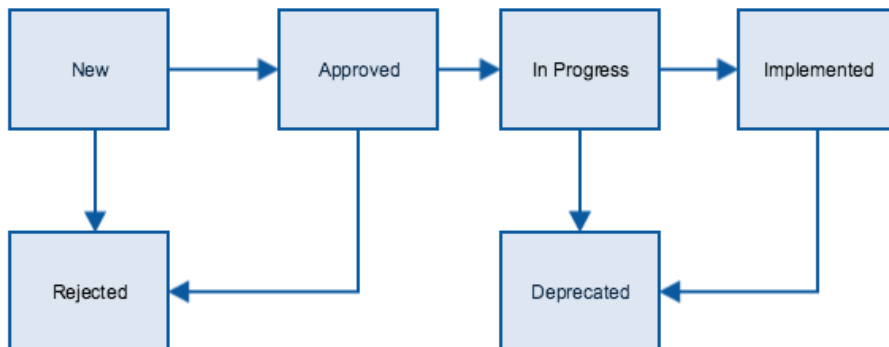 New
Approved
In Progress
Implemented
Rejected
Deprecated